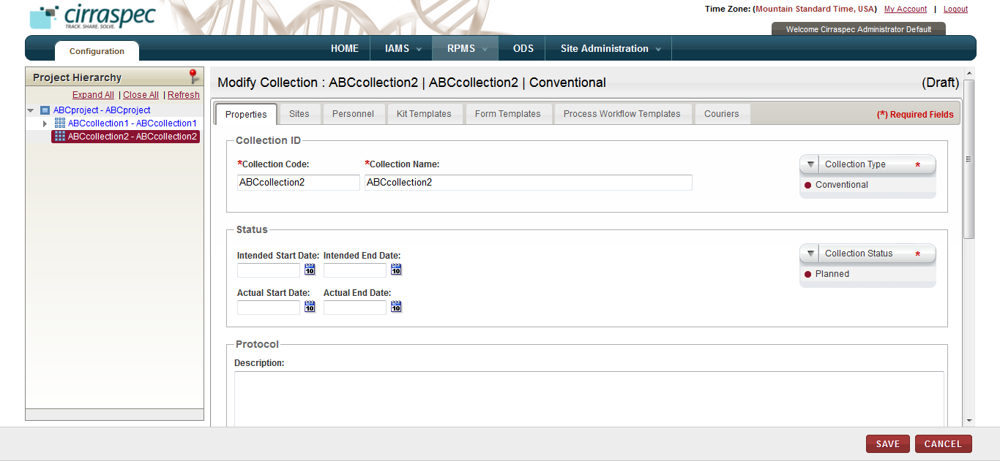 cirraspec
TRACK. SHARE. SOLVE.
Time Zone: (Mountain Standard Time, USA) My Account | Logout
Welcome Cirraspec Administrator Default
Configuration
HOME IAMS RPMS ODS Site Administration
Project Hierarchy
Expand All | Close All | Refresh
ABCproject - ABCproject
ABCcollection1 - ABCcollection1
ABCcollection2 - ABCcollection2
Modify Collection : ABCcollection2 | ABCcollection2 | Conventional (Draft)
Properties Sites Personnel Kit Templates Form Templates Process Workflow Templates Couriers (*) Required Fields
Collection ID
*Collection Code: *Collection Name:
ABCcollection2 ABCcollection2
Collection Type *
Conventional
Status
Intended Start Date: Intended End Date:
10 10
Actual Start Date: Actual End Date:
10 10
Collection Status *
Planned
Protocol
Description:
SAVE CANCEL